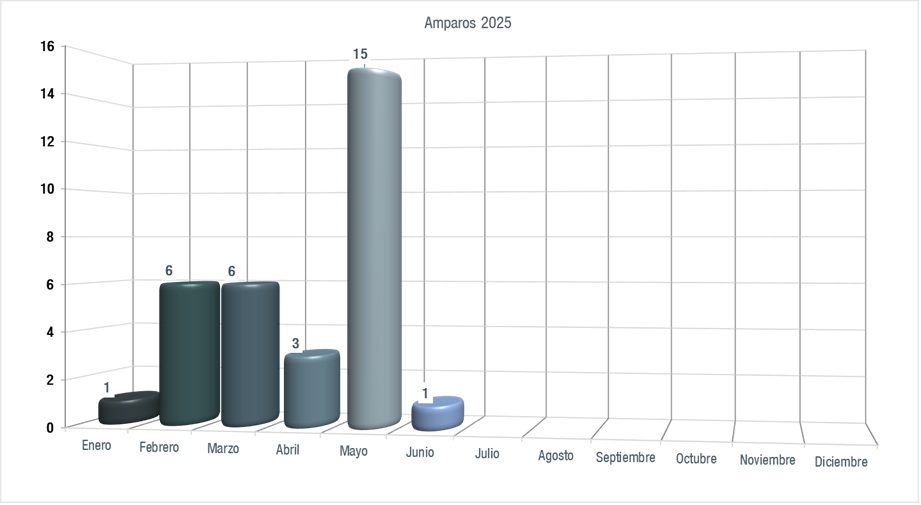 Amparos 2025
16
14
12
10
8
6
4
2
0
1
6
6
3
15
1
Enero
Febrero
Marzo
Abril
Mayo
Junio
Julio
Agosto
Septiembre
Octubre
Noviembre
Diciembre